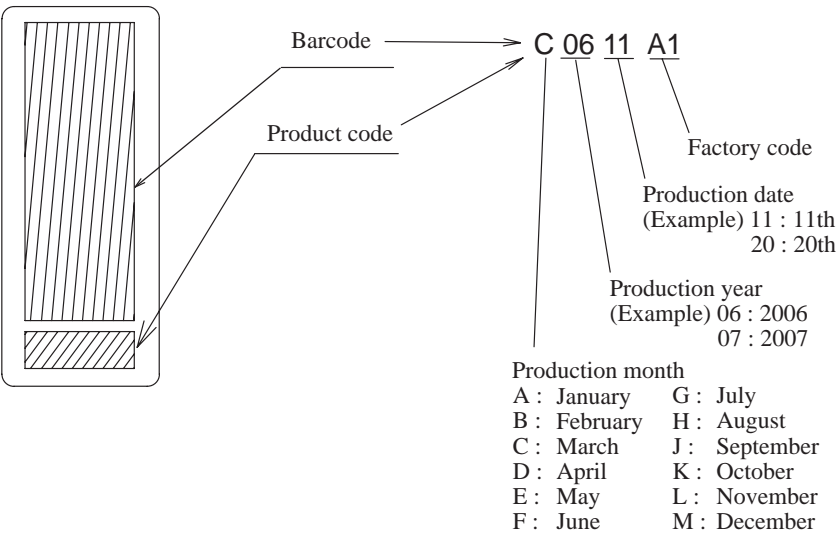 Barcode
C 06 11 A1
Product code
Factory code
Production date
(Example) 11 : 11th
20 : 20th
Production year
(Example) 06 : 2006
07 : 2007
Production month
A : January G : July
B : February H : August
C : March J : September
D : April K : October
E : May L : November
F : June M : December